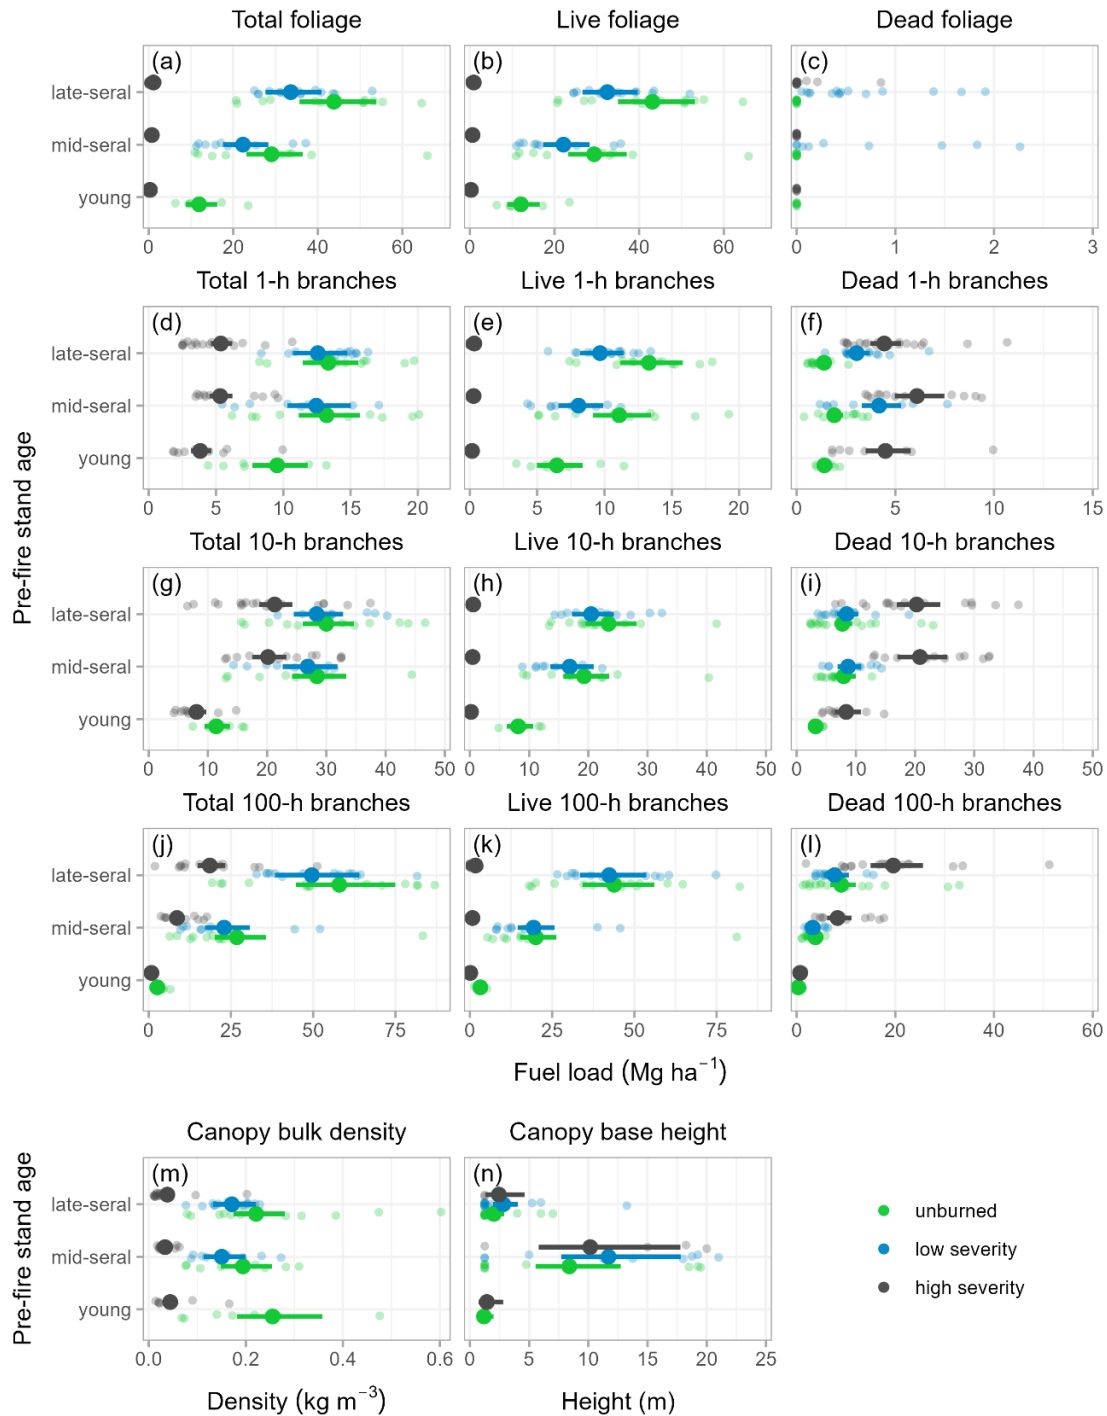 Total foliage Live foliage Dead foliage
(a) (b) (c)
late-seral
mid-seral
young
0 20 40 60 0 20 40 60 0 1 2 3
Total 1-h branches Live 1-h branches Dead 1-h branches
(d) (e) (f)
late-seral
mid-seral
young
0 5 10 15 20 0 5 10 15 20 0 5 10 15
Pre-fire stand age
Total 10-h branches Live 10-h branches Dead 10-h branches
(g) (h) (i)
late-seral
mid-seral
young
0 10 20 30 40 50 0 10 20 30 40 50 0 10 20 30 40 50
Total 100-h branches Live 100-h branches Dead 100-h branches
(j) (k) (l)
late-seral
mid-seral
young
0 25 50 75 0 25 50 75 0 20 40 60
Fuel load (Mg ha⁻¹)
Canopy bulk density Canopy base height
(m) (n)
Pre-fire stand age
late-seral
mid-seral
young
0.0 0.2 0.4 0.6 0 5 10 15 20 25
Density (kg m⁻³) Height (m)
unburned
low severity
high severity